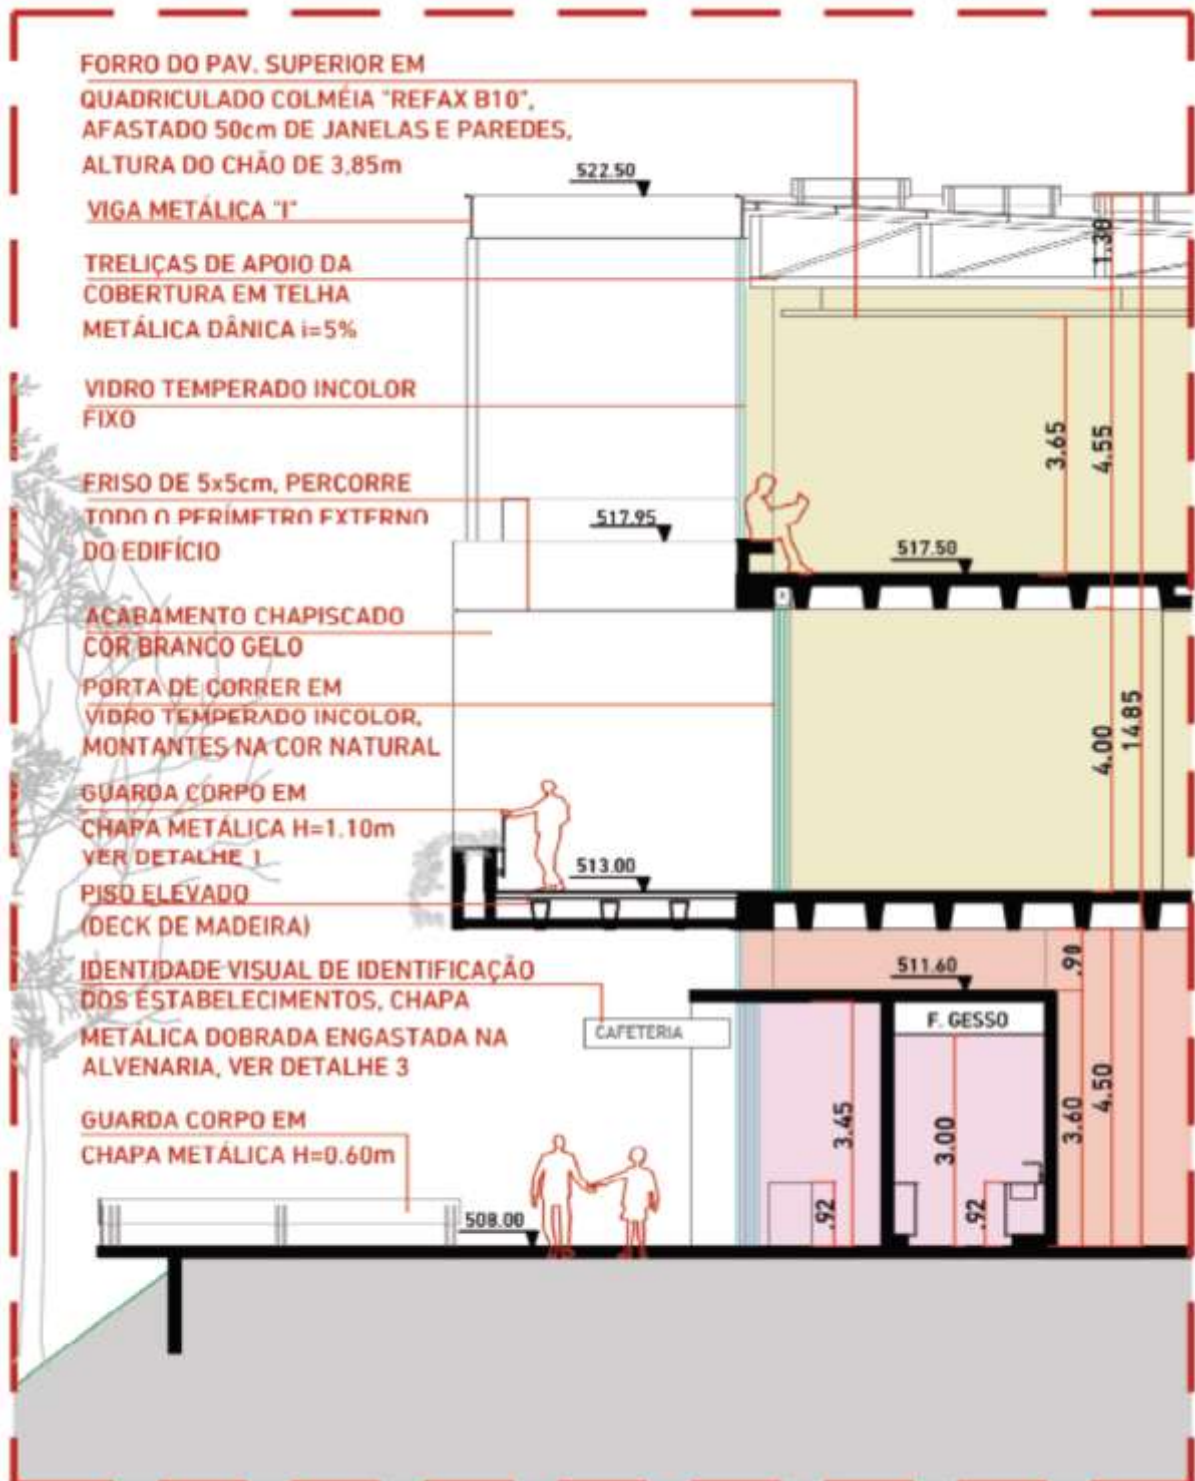 FORRO DO PAV. SUPERIOR EM
QUADRICULADO COLMÉIA "REFAX B10",
AFASTADO 50cm DE JANELAS E PAREDES,
ALTURA DO CHÃO DE 3,85m
522.50
VIGA METÁLICA "I"
1.30
TRELIÇAS DE APOIO DA
COBERTURA EM TELHA
METÁLICA DÂNICA i=5%
VIDRO TEMPERADO INCOLOR
FIXO
3.65
4.55
FRISO DE 5x5cm, PERCORRE
TODO O PERÍMETRO EXTERNO
DO EDIFÍCIO
517.95
517.50
ACABAMENTO CHAPISCADO
COR BRANCO GELO
PORTA DE CORRER EM
VIDRO TEMPERADO INCOLOR,
MONTANTES NA COR NATURAL
4.00
14.85
GUARDA CORPO EM
CHAPA METÁLICA H=1.10m
VER DETALHE 1
513.00
PISO ELEVADO
(DECK DE MADEIRA)
IDENTIDADE VISUAL DE IDENTIFICAÇÃO
DOS ESTABELECIMENTOS, CHAPA
METÁLICA DOBRADA ENGASTADA NA
ALVENARIA, VER DETALHE 3
511.60
.90
CAFETERIA
F. GESSO
GUARDA CORPO EM
CHAPA METÁLICA H=0.60m
3.45
3.00
3.60
4.50
.92
.92
508.00